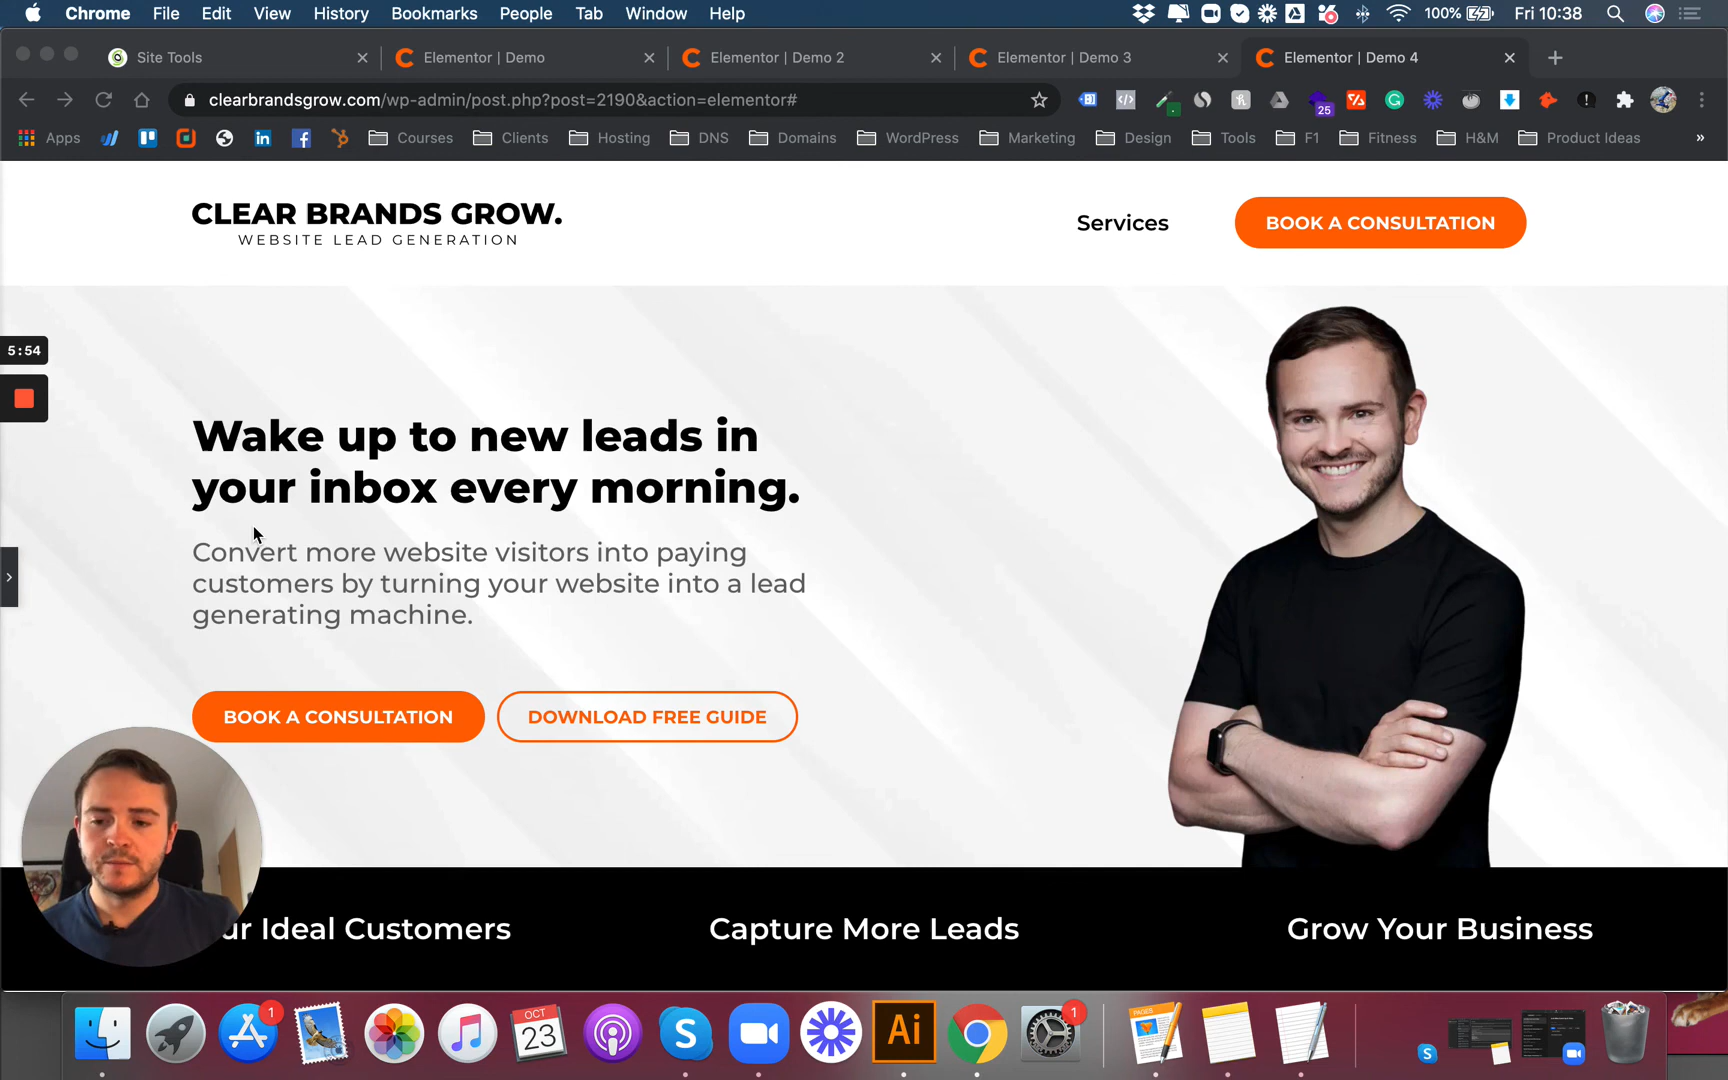 Chrome File Edit View History Bookmarks People Tab Window Help 100% Fri 10:38
Site Tools Elementor | Demo Elementor | Demo 2 Elementor | Demo 3 Elementor | Demo 4
clearbrandsgrow.com/wp-admin/post.php?post=2190&action=elementor#
25
Apps Courses Clients Hosting DNS Domains WordPress Marketing Design Tools F1 Fitness H&M Product Ideas »
CLEAR BRANDS GROW.
WEBSITE LEAD GENERATION
Services
BOOK A CONSULTATION
5:54
Wake up to new leads in
your inbox every morning.
Convert more website visitors into paying
customers by turning your website into a lead
generating machine.
BOOK A CONSULTATION
DOWNLOAD FREE GUIDE
ur Ideal Customers
Capture More Leads
Grow Your Business
1
OCT
23
S
Ai
1
PAGES
S